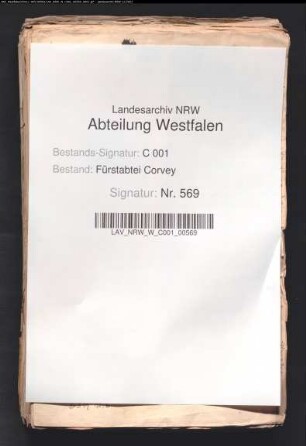 Landesarchiv NRW
Abteilung Westfalen
Bestands-Signatur: C 001
Bestand: Fürstabtei Corvey
Signatur: Nr. 569
LAV_NRW_W_C001_00569